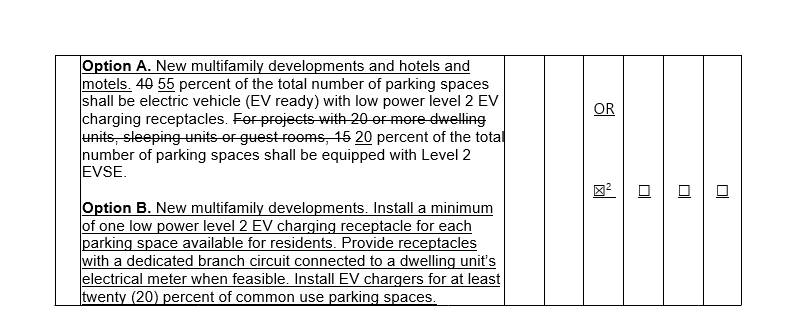 Option A. New multifamily developments and hotels and
motels. 40 55 percent of the total number of parking spaces
shall be electric vehicle (EV ready) with low power level 2 EV
charging receptacles. For projects with 20 or more dwelling
units, sleeping units or guest rooms, 15 20 percent of the total
number of parking spaces shall be equipped with Level 2
EVSE.
OR
☒2 ☐ ☐ ☐
Option B. New multifamily developments. Install a minimum
of one low power level 2 EV charging receptacle for each
parking space available for residents. Provide receptacles
with a dedicated branch circuit connected to a dwelling unit’s
electrical meter when feasible. Install EV chargers for at least
twenty (20) percent of common use parking spaces.